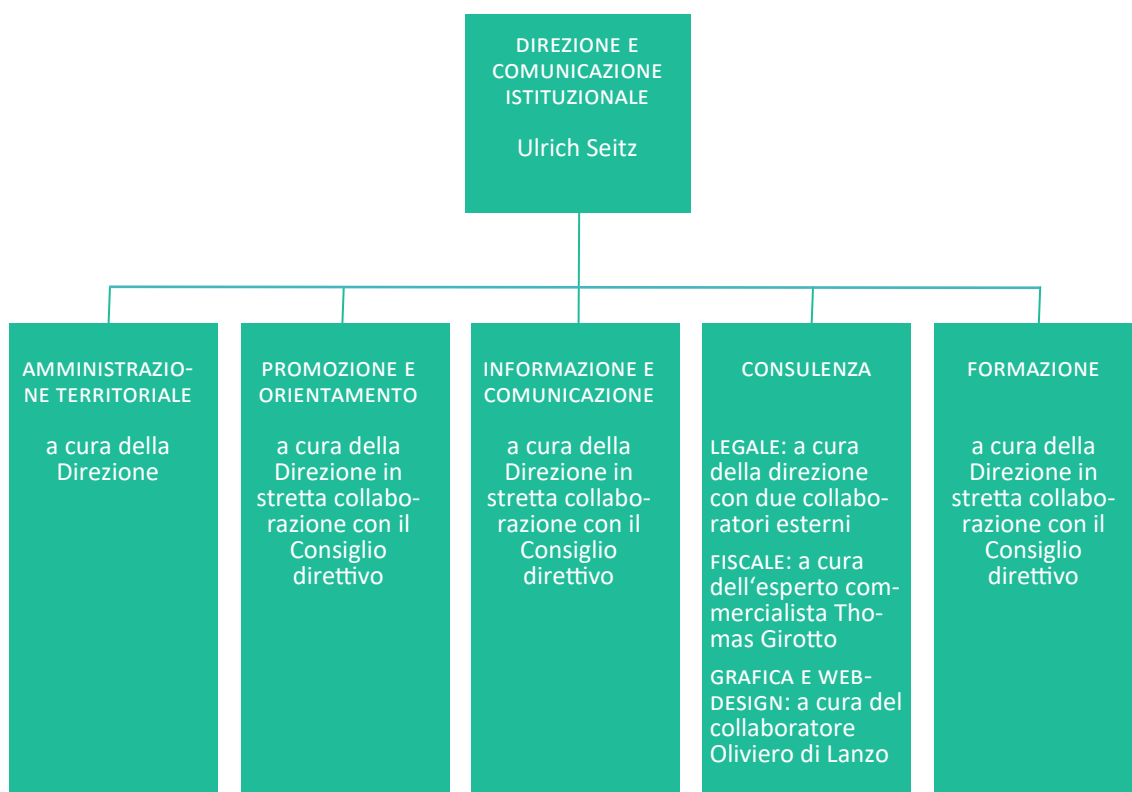 DIREZIONE E
COMUNICAZIONE
ISTITUZIONALE
Ulrich Seitz
AMMINISTRAZIO-
NE TERRITORIALE
a cura della
Direzione
PROMOZIONE E
ORIENTAMENTO
a cura della
Direzione in
stretta collabo-
razione con il
Consiglio
direttivo
INFORMAZIONE E
COMUNICAZIONE
a cura della
Direzione in
stretta collabo-
razione con il
Consiglio
direttivo
CONSULENZA
LEGALE: a cura
della direzione
con due collabo-
ratori esterni
FISCALE: a cura
dell‘esperto com-
mercialista Tho-
mas Girotto
GRAFICA E WEB-
DESIGN: a cura del
collaboratore
Oliviero di Lanzo
FORMAZIONE
a cura della
Direzione in
stretta collabo-
razione con il
Consiglio
direttivo